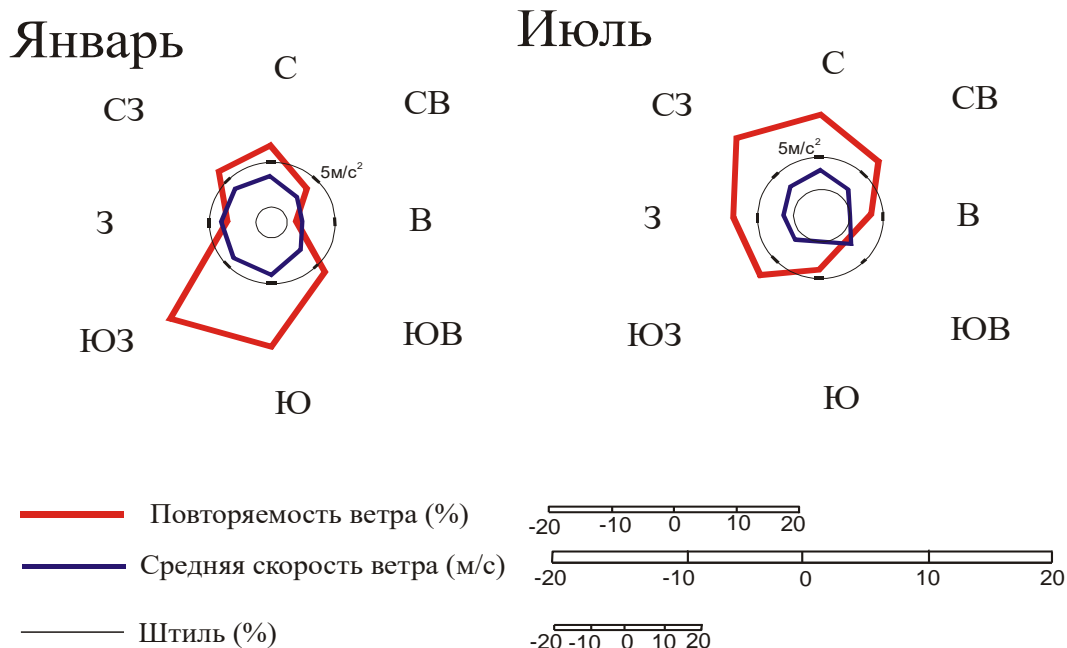 Январь
Июль
С
СЗ
СВ
5м/с²
З
В
ЮЗ
ЮВ
Ю
С
СЗ
СВ
5м/с²
З
В
ЮЗ
ЮВ
Ю
Повторяемость ветра (%)
-20 -10 0 10 20
Средняя скорость ветра (м/с)
-20 -10 0 10 20
Штиль (%)
-20 -10 0 10 20